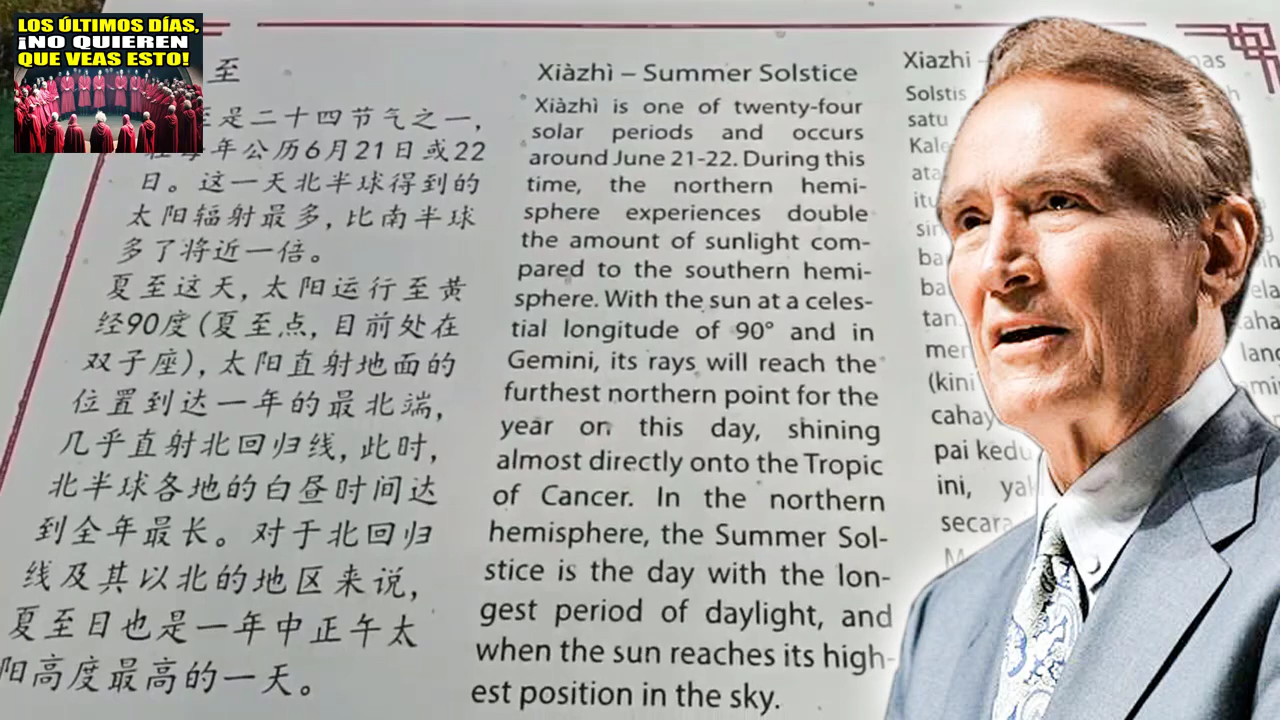 LOS ÚLTIMOS DÍAS,
¡NO QUIEREN
QUE VEAS ESTO!
至
是二十四节气之一，
年公历6月21日或22
日。这一天北半球得到的
太阳辐射最多，比南半球
多了将近一倍。
夏至这天，太阳运行至黄
经90度（夏至点，目前处在
双子座），太阳直射地面的
位置到达一年的最北端，
几乎直射北回归线，此时，
北半球各地的白昼时间达
到全年最长。对于北回归
线及其以北的地区来说，
夏至日也是一年中正午太
阳高度最高的一天。
Xiàzhì – Summer Solstice
Xiàzhì is one of twenty-four
solar periods and occurs
around June 21-22. During this
time, the northern hemi-
sphere experiences double
the amount of sunlight com-
pared to the southern hemi-
sphere. With the sun at a celes-
tial longitude of 90° and in
Gemini, its rays will reach the
furthest northern point for the
year on this day, shining
almost directly onto the Tropic
of Cancer. In the northern
hemisphere, the Summer Sol-
stice is the day with the lon-
gest period of daylight, and
when the sun reaches its high-
est position in the sky.
Xiazhi
Solstis
satu
(kini
pai
ini,
secara